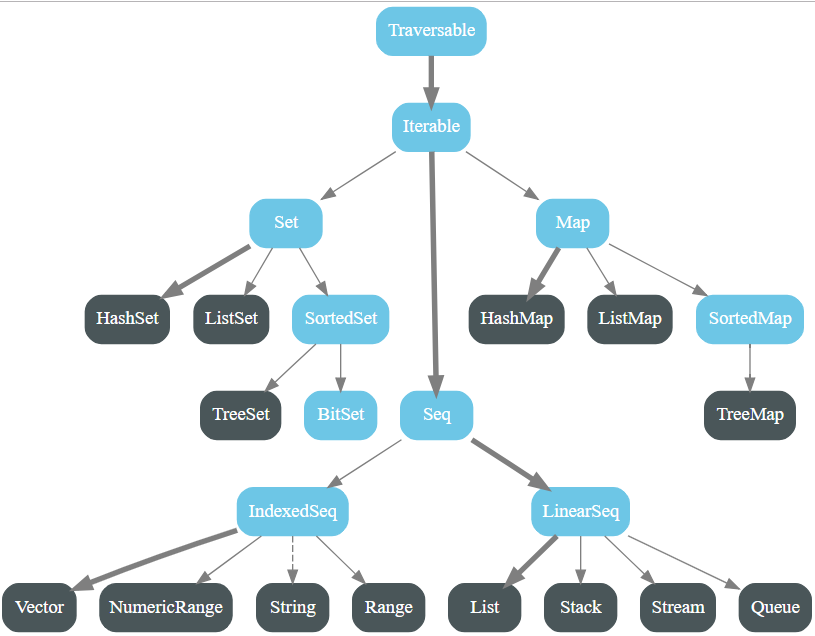 Traversable
Iterable
Set
Map
HashSet
ListSet
SortedSet
HashMap
ListMap
SortedMap
TreeSet
BitSet
Seq
TreeMap
IndexedSeq
LinearSeq
Vector
NumericRange
String
Range
List
Stack
Stream
Queue